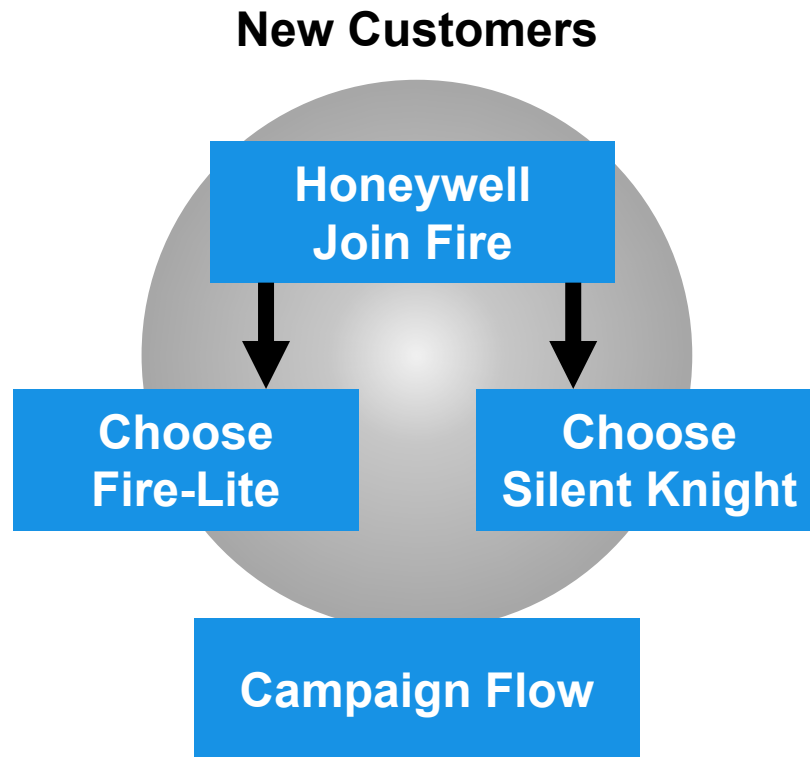 New Customers
Honeywell
Join Fire
Choose
Fire-Lite
Choose
Silent Knight
Campaign Flow